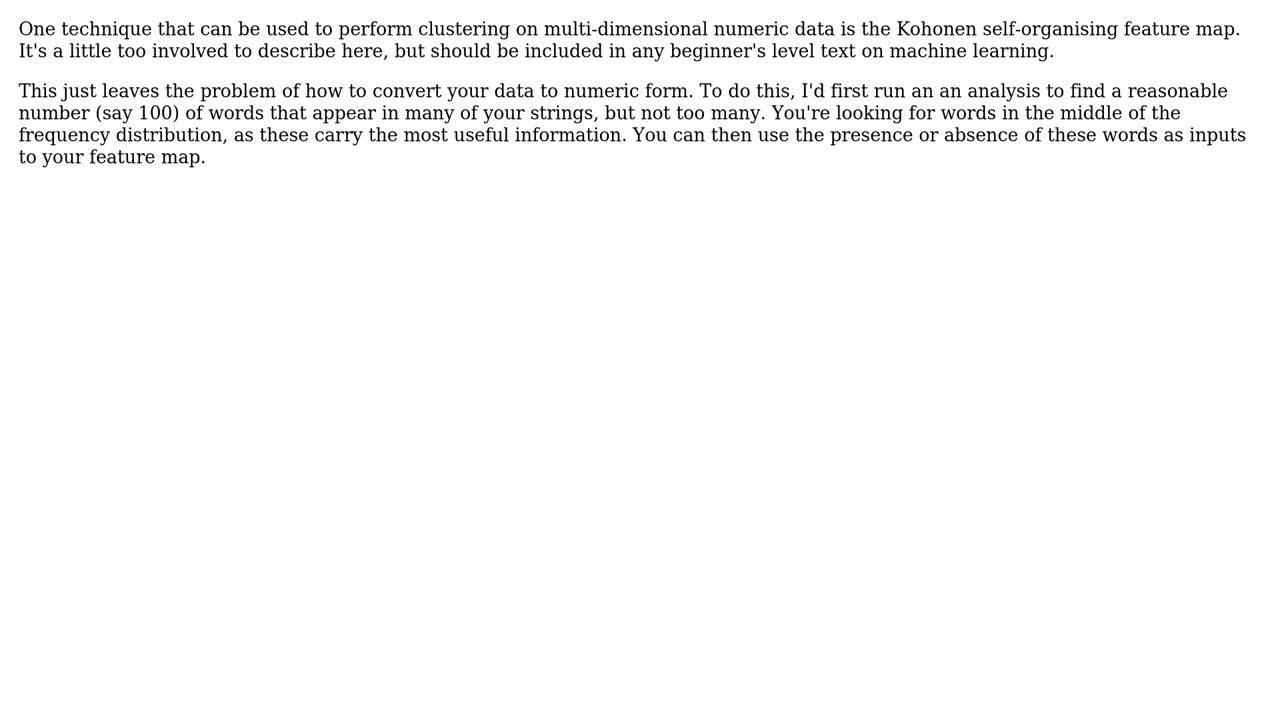 One technique that can be used to perform clustering on multi-dimensional numeric data is the Kohonen self-organising feature map.
It's a little too involved to describe here, but should be included in any beginner's level text on machine learning.
This just leaves the problem of how to convert your data to numeric form. To do this, I'd first run an an analysis to find a reasonable
number (say 100) of words that appear in many of your strings, but not too many. You're looking for words in the middle of the
frequency distribution, as these carry the most useful information. You can then use the presence or absence of these words as inputs
to your feature map.